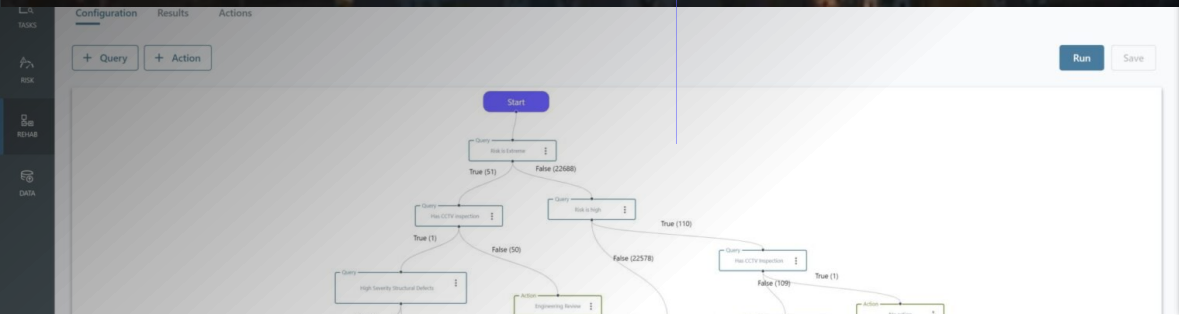 TASKS
Configuration Results Actions
+ Query + Action
Run Save
RISK
Start
REHAB
Query
Risk is Extreme
True (51) False (22688)
DATA
Query
Risk is high
Query
Has CCTV Inspection
True (110)
True (1)
False (50)
Query
Has CCTV Inspection
False (22578)
True (1)
Query
High Severity Structural Defects
False (109)
Action
Engineering Review
Action